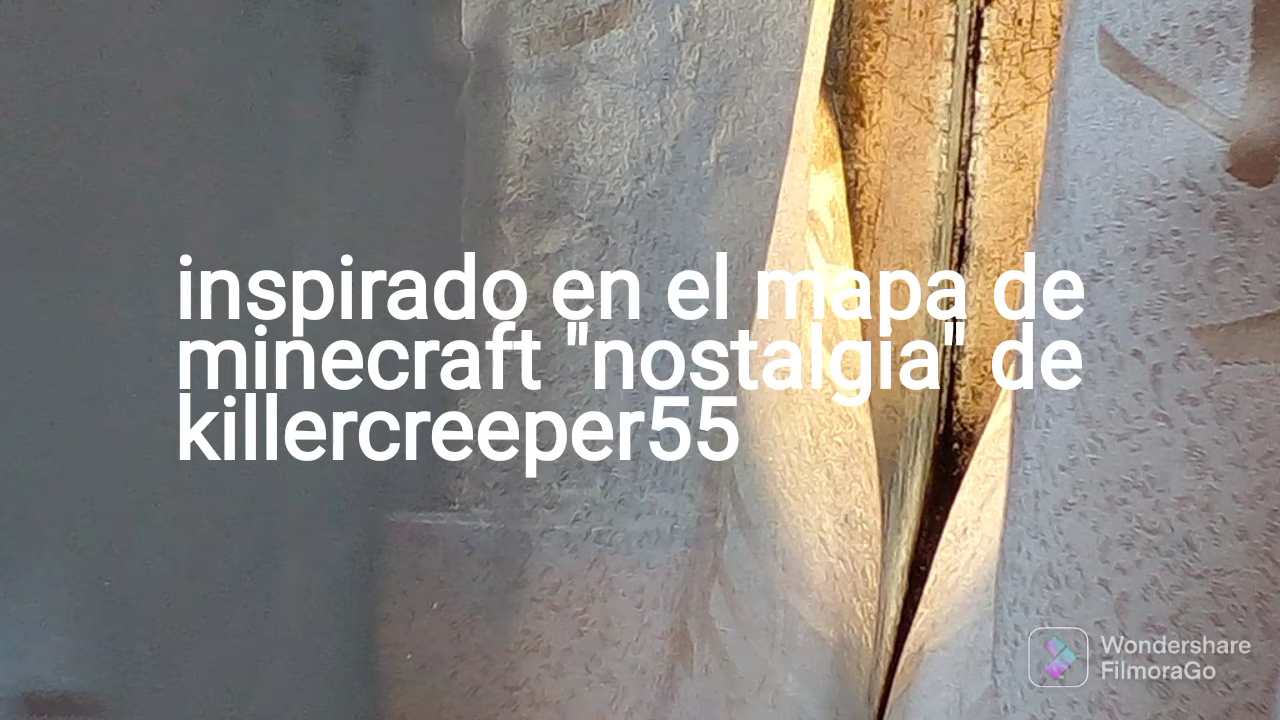 inspirado en el mapa de
minecraft "nostalgia" de
killercreeper55
Wondershare
FilmoraGo